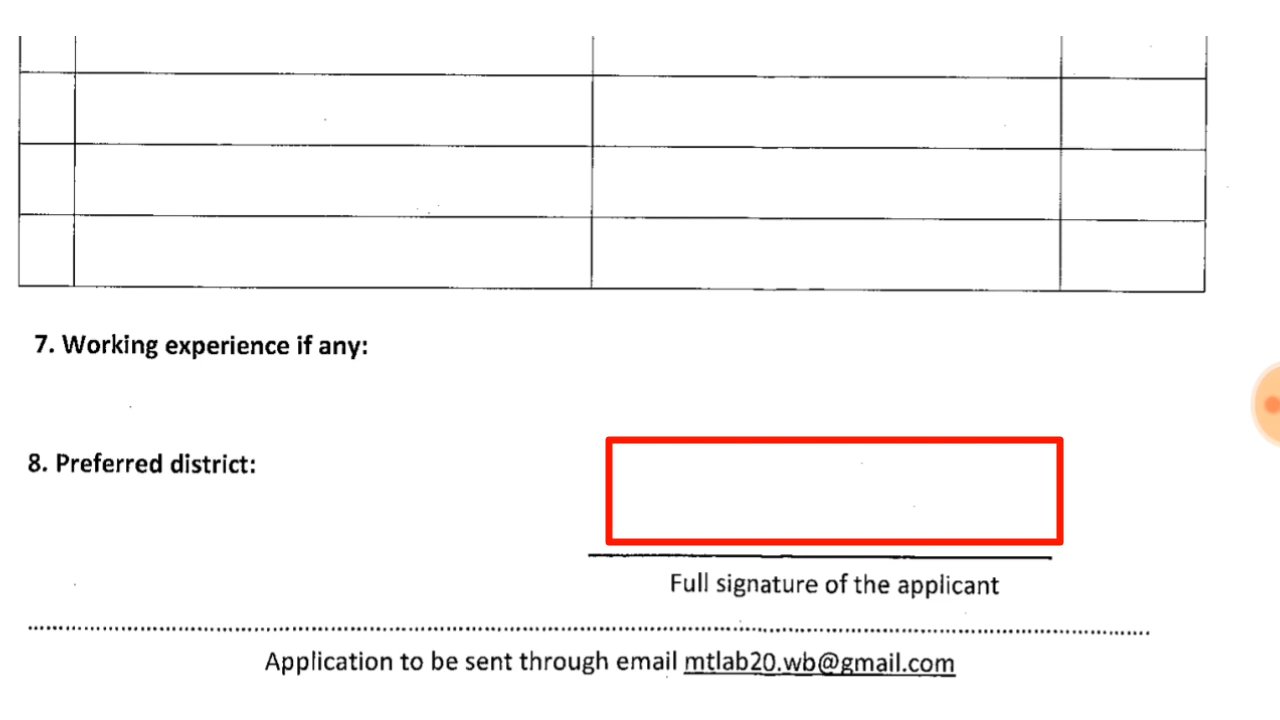 7. Working experience if any:
8. Preferred district:
Full signature of the applicant
Application to be sent through email mtlab20.wb@gmail.com